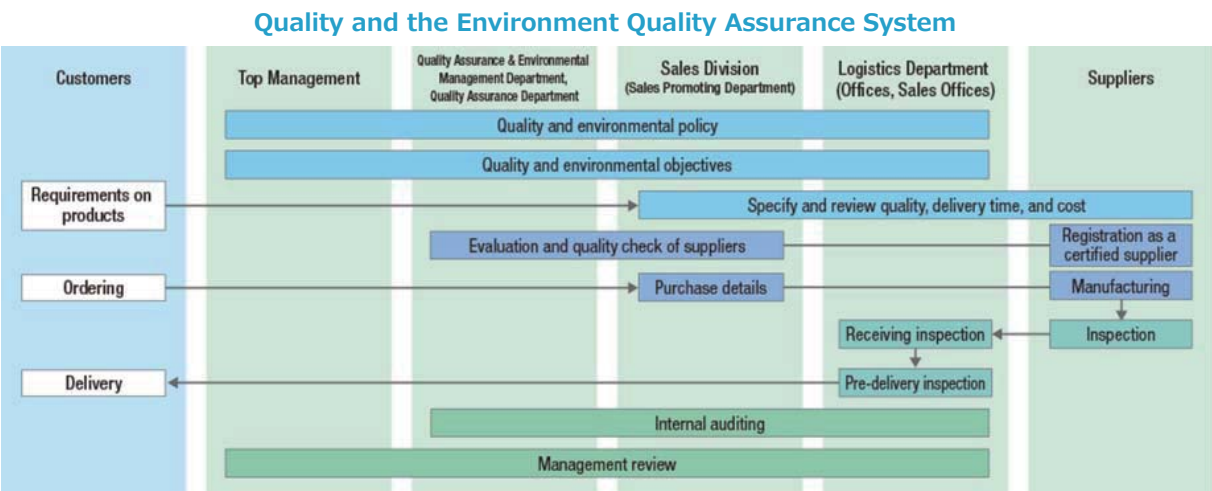 Quality and the Environment Quality Assurance System
Customers
Top Management
Quality Assurance & Environmental
Management Department,
Quality Assurance Department
Sales Division
(Sales Promoting Department)
Logistics Department
(Offices, Sales Offices)
Suppliers
Quality and environmental policy
Quality and environmental objectives
Requirements on
products
Specify and review quality, delivery time, and cost
Evaluation and quality check of suppliers
Registration as a
certified supplier
Ordering
Purchase details
Manufacturing
Receiving inspection
Inspection
Delivery
Pre-delivery inspection
Internal auditing
Management review